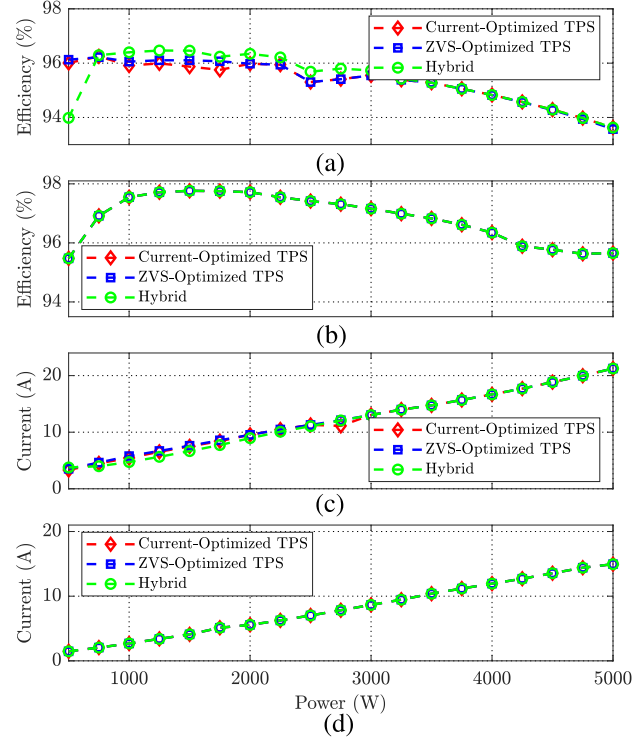 98
96
94
Efficiency (%)
Current-Optimized TPS
ZVS-Optimized TPS
Hybrid
(a)
98
96
94
Efficiency (%)
Current-Optimized TPS
ZVS-Optimized TPS
Hybrid
(b)
20
10
0
Current (A)
Current-Optimized TPS
ZVS-Optimized TPS
Hybrid
(c)
20
10
0
Current (A)
Current-Optimized TPS
ZVS-Optimized TPS
Hybrid
1000 2000 3000 4000 5000
Power (W)
(d)